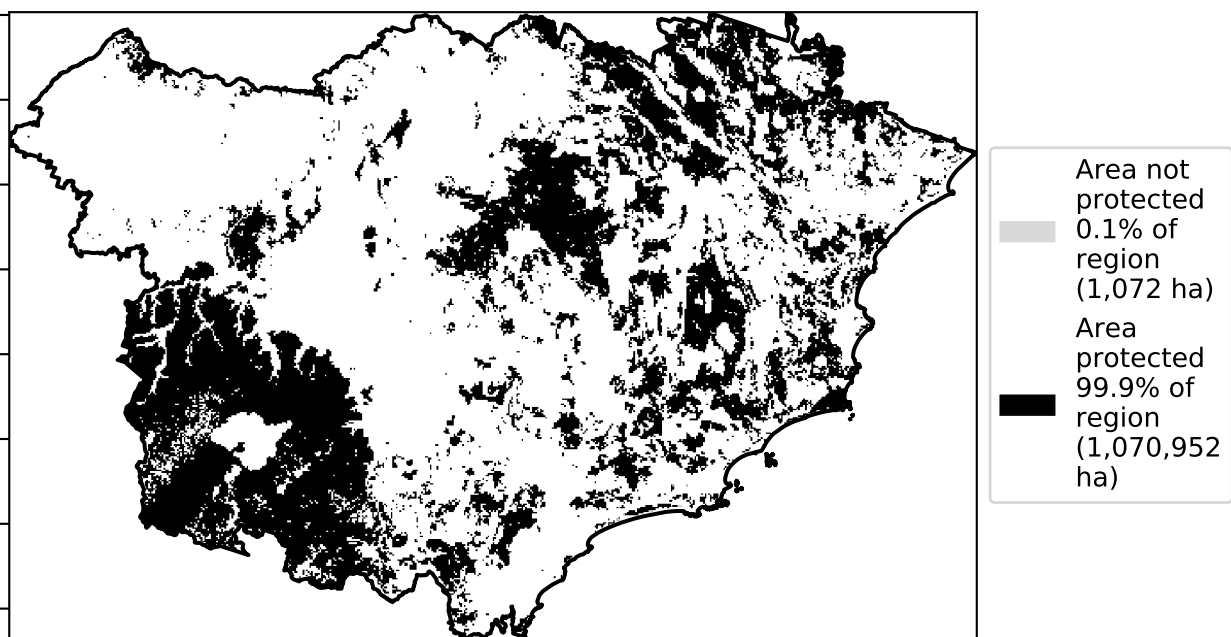 Area not
protected
0.1% of
region
(1,072 ha)
Area
protected
99.9% of
region
(1,070,952
ha)